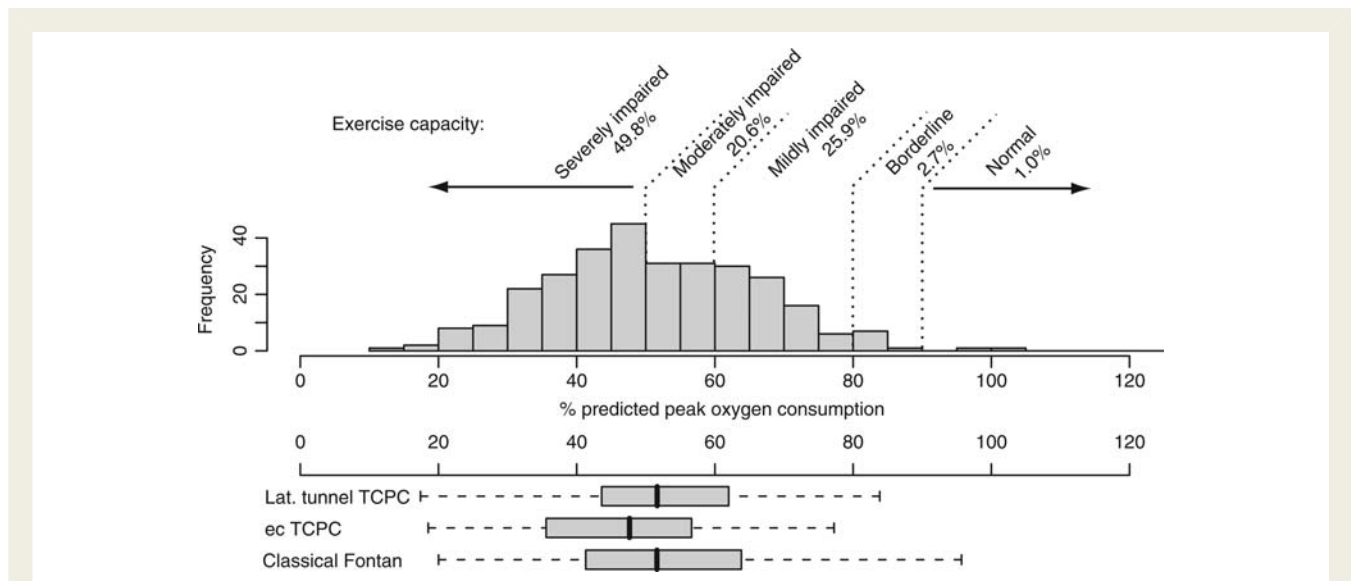 Exercise capacity:
Severely impaired
49.8%
Moderately impaired
20.6%
Mildly impaired
25.9%
Borderline
2.7%
Normal
1.0%
Frequency
40
20
0
0 20 40 60 80 100 120
% predicted peak oxygen consumption
0 20 40 60 80 100 120
Lat. tunnel TCPC
ec TCPC
Classical Fontan